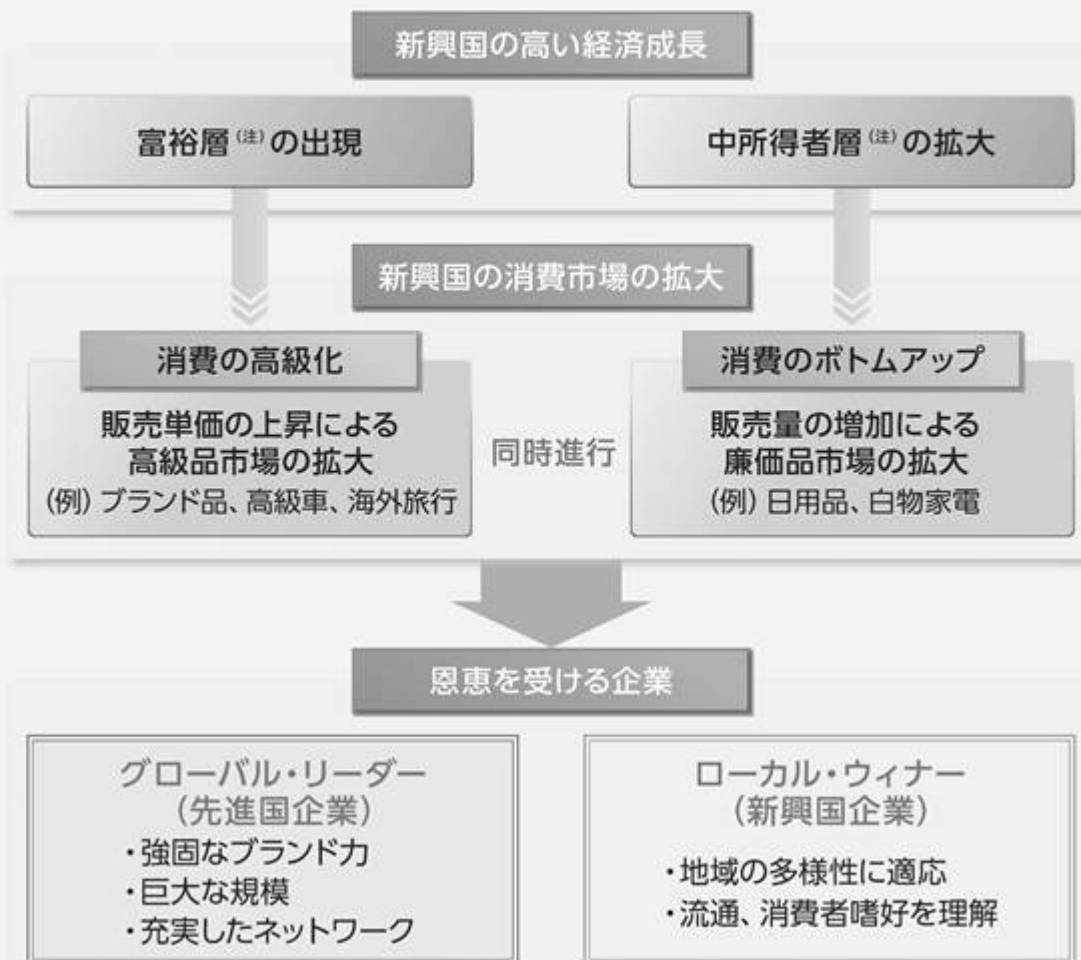 新興国の高い経済成長
富裕層(注)の出現
中所得者層(注)の拡大
新興国の消費市場の拡大
消費の高級化
販売単価の上昇による
高級品市場の拡大
(例)ブランド品、高級車、海外旅行
同時進行
消費のボトムアップ
販売量の増加による
廉価品市場の拡大
(例)日用品、白物家電
恩恵を受ける企業
グローバル・リーダー
(先進国企業)
・強固なブランド力
・巨大な規模
・充実したネットワーク
ローカル・ウィナー
(新興国企業)
・地域の多様性に適応
・流通、消費者嗜好を理解